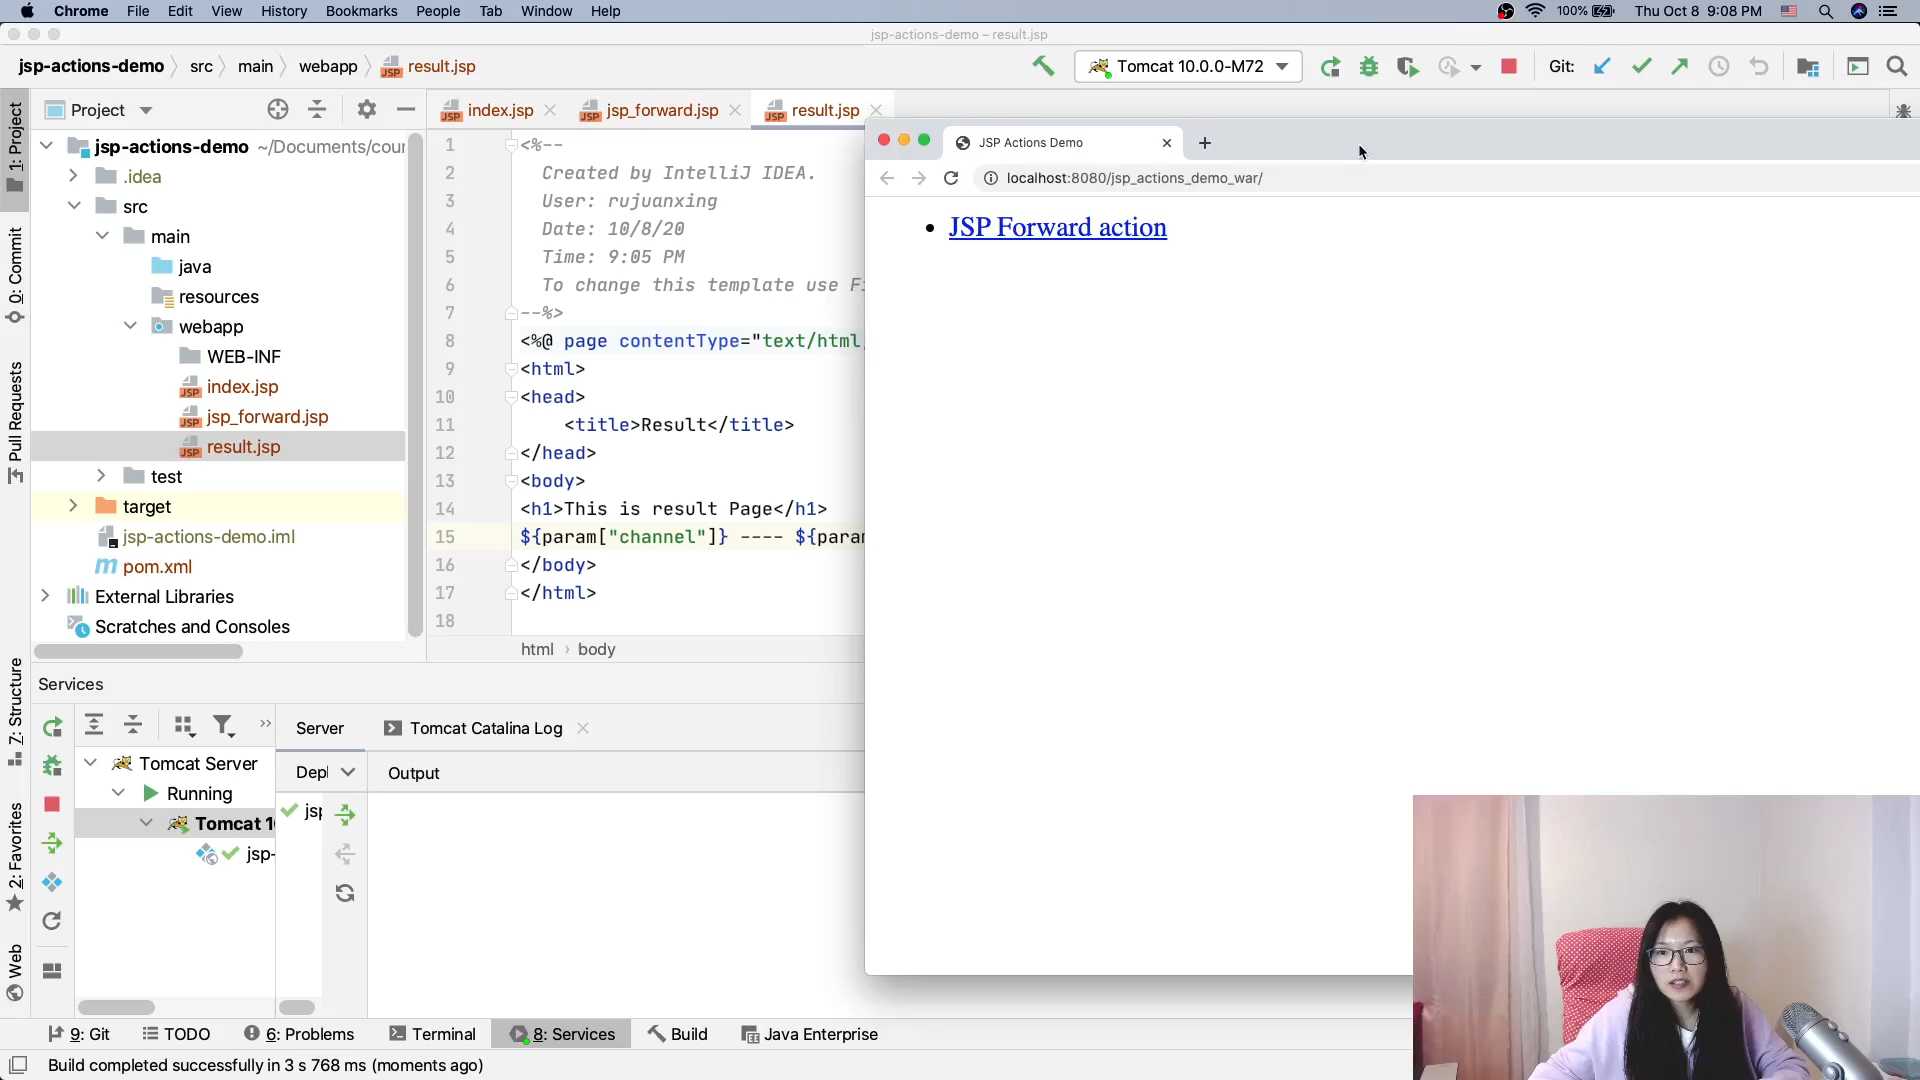 Chrome File Edit View History Bookmarks People Tab Window Help
100% Thu Oct 8 9:08 PM
jsp-actions-demo – result.jsp
jsp-actions-demo src main webapp result.jsp
Tomcat 10.0.0-M72
Git:
1: Project
0: Commit
Pull Requests
Z: Structure
2: Favorites
Web
Project
jsp-actions-demo ~/Documents/cour
.idea
src
main
java
resources
webapp
WEB-INF
index.jsp
jsp_forward.jsp
result.jsp
test
target
jsp-actions-demo.iml
pom.xml
External Libraries
Scratches and Consoles
index.jsp jsp_forward.jsp result.jsp
1 <%--
2 Created by IntelliJ IDEA.
3 User: rujuanxing
4 Date: 10/8/20
5 Time: 9:05 PM
6 To change this template use Fi
7 --%>
8 <%@ page contentType="text/html
9 <html>
10 <head>
11 <title>Result</title>
12 </head>
13 <body>
14 <h1>This is result Page</h1>
15 ${param["channel"]} ---- ${para
16 </body>
17 </html>
18
html › body
JSP Actions Demo
localhost:8080/jsp_actions_demo_war/
• JSP Forward action
Services
Server Tomcat Catalina Log
Depl Output
Tomcat Server
Running
Tomcat 1
jsp-
jsp
9: Git TODO 6: Problems Terminal 8: Services Build Java Enterprise
Build completed successfully in 3 s 768 ms (moments ago)